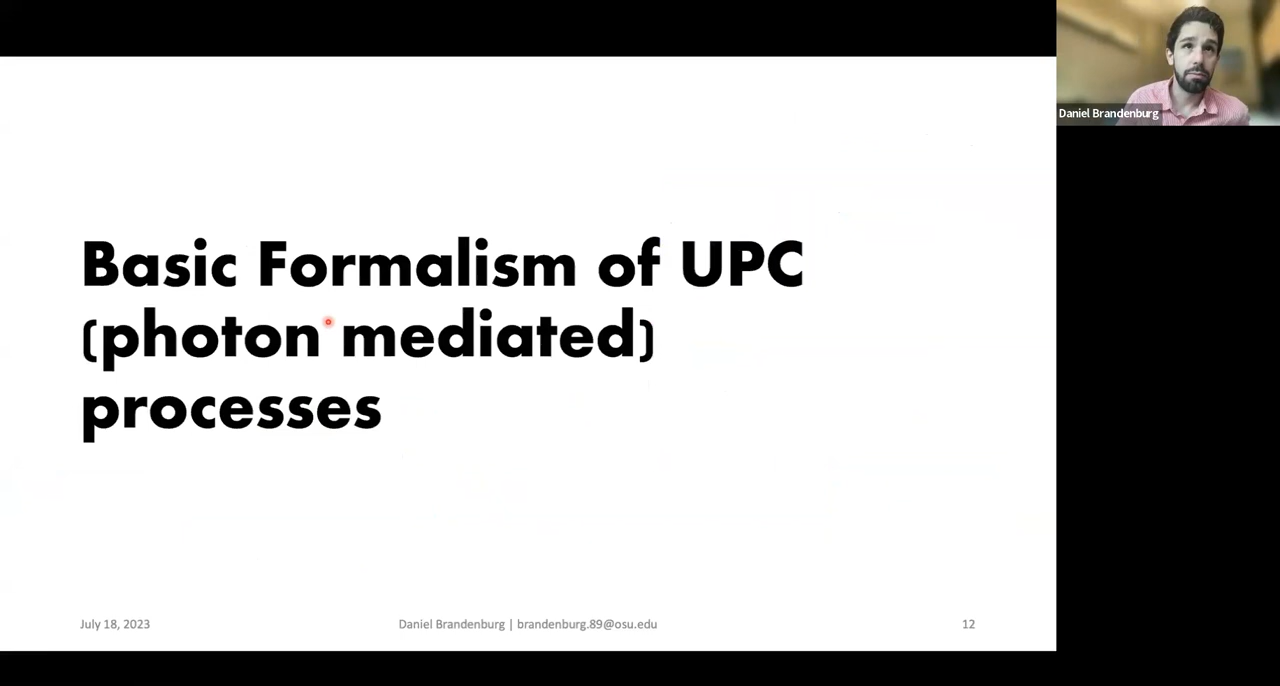 Daniel Brandenburg
Basic Formalism of UPC
(photon mediated)
processes
July 18, 2023
Daniel Brandenburg | brandenburg.89@osu.edu
12